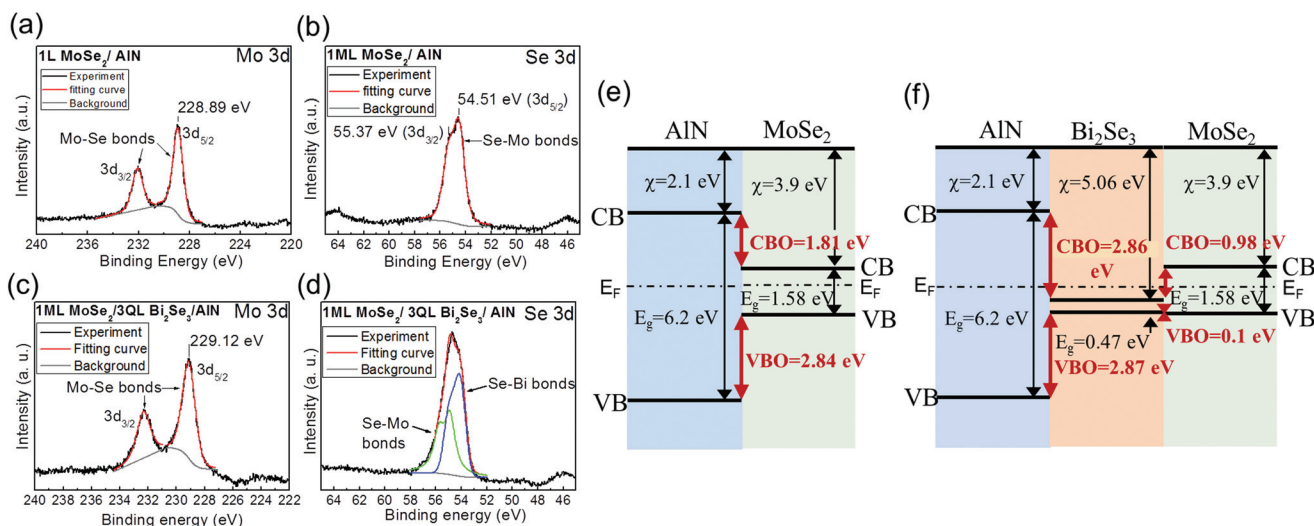 (a)
1L MoSe₂/ AlN
Mo 3d
Experiment
fitting curve
Background
228.89 eV
3d₅/₂
Mo-Se bonds
3d₃/₂
Intensity (a.u.)
240 236 232 228 224 220
Binding Energy (eV)
(b)
1ML MoSe₂/ AlN
Se 3d
Experiment
fitting curve
Background
54.51 eV (3d₅/₂)
55.37 eV (3d₃/₂)
Se-Mo bonds
Intensity (a.u.)
64 62 60 58 56 54 52 50 48 46
Binding Energy (eV)
(c)
1ML MoSe₂/3QL Bi₂Se₃/AlN
Mo 3d
Experiment
Fitting curve
Background
229.12 eV
3d₅/₂
Mo-Se bonds
3d₃/₂
Intensity (a. u.)
240 238 236 234 232 230 228 226 224 222
Binding energy (eV)
(d)
1ML MoSe₂/ 3QL Bi₂Se₃/ AlN
Se 3d
Experiment
Fitting curve
Background
Se-Bi bonds
Se-Mo
bonds
Intensity (a. u.)
64 62 60 58 56 54 52 50 48 46
Binding energy (eV)
(e)
AlN
MoSe₂
χ=2.1 eV
χ=3.9 eV
CB
CBO=1.81 eV
CB
E_F
E_g=1.58 eV
E_g=6.2 eV
VB
VBO=2.84 eV
VB
(f)
AlN
Bi₂Se₃
MoSe₂
χ=2.1 eV
χ=5.06 eV
χ=3.9 eV
CB
CBO=2.86
eV
CBO=0.98 eV
CB
E_F
E_g=1.58 eV
E_g=6.2 eV
VB
E_g=0.47 eV
VBO=0.1 eV
VBO=2.87 eV
VB